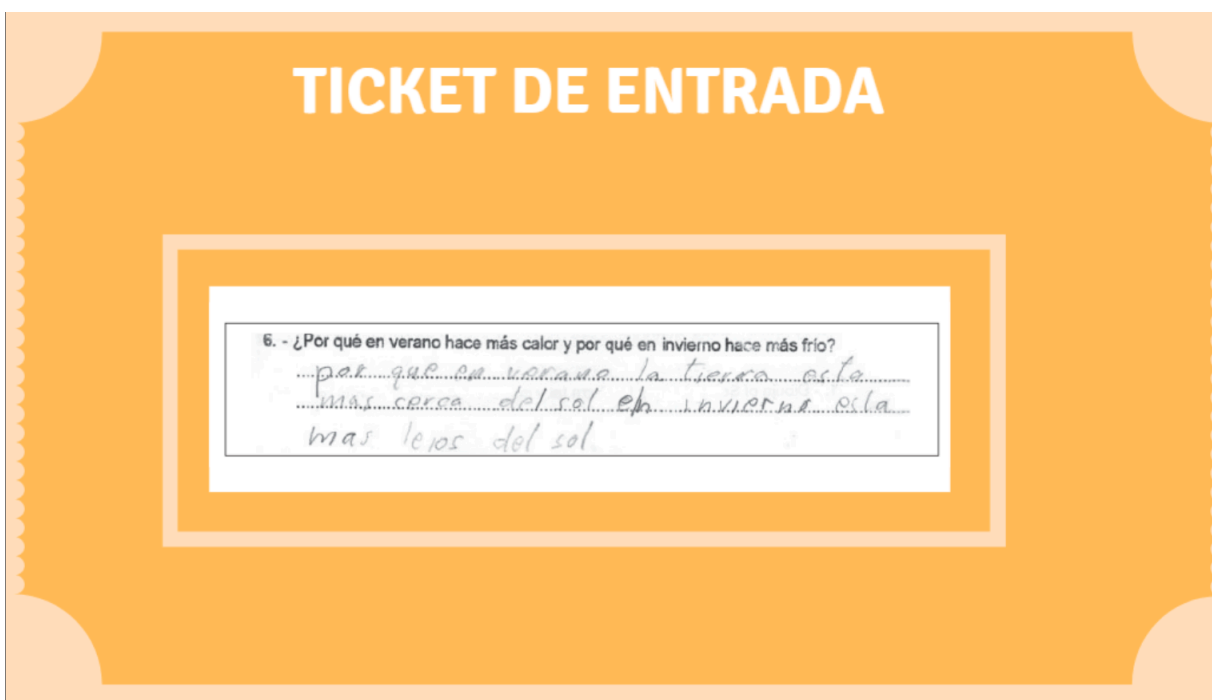 TICKET DE ENTRADA
6. - ¿Por qué en verano hace más calor y por qué en invierno hace más frío?
por que en verano la tierra esta
mas cerca del sol en invierno esta
mas lejos del sol